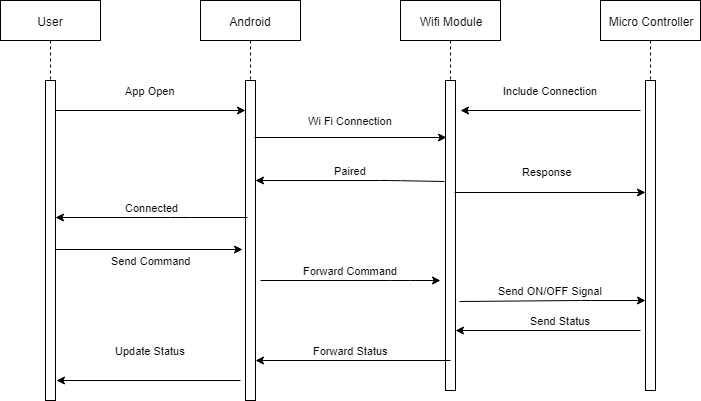 User
Android
Wifi Module
Micro Controller
App Open
Include Connection
Wi Fi Connection
Paired
Response
Connected
Send Command
Forward Command
Send ON/OFF Signal
Send Status
Update Status
Forward Status